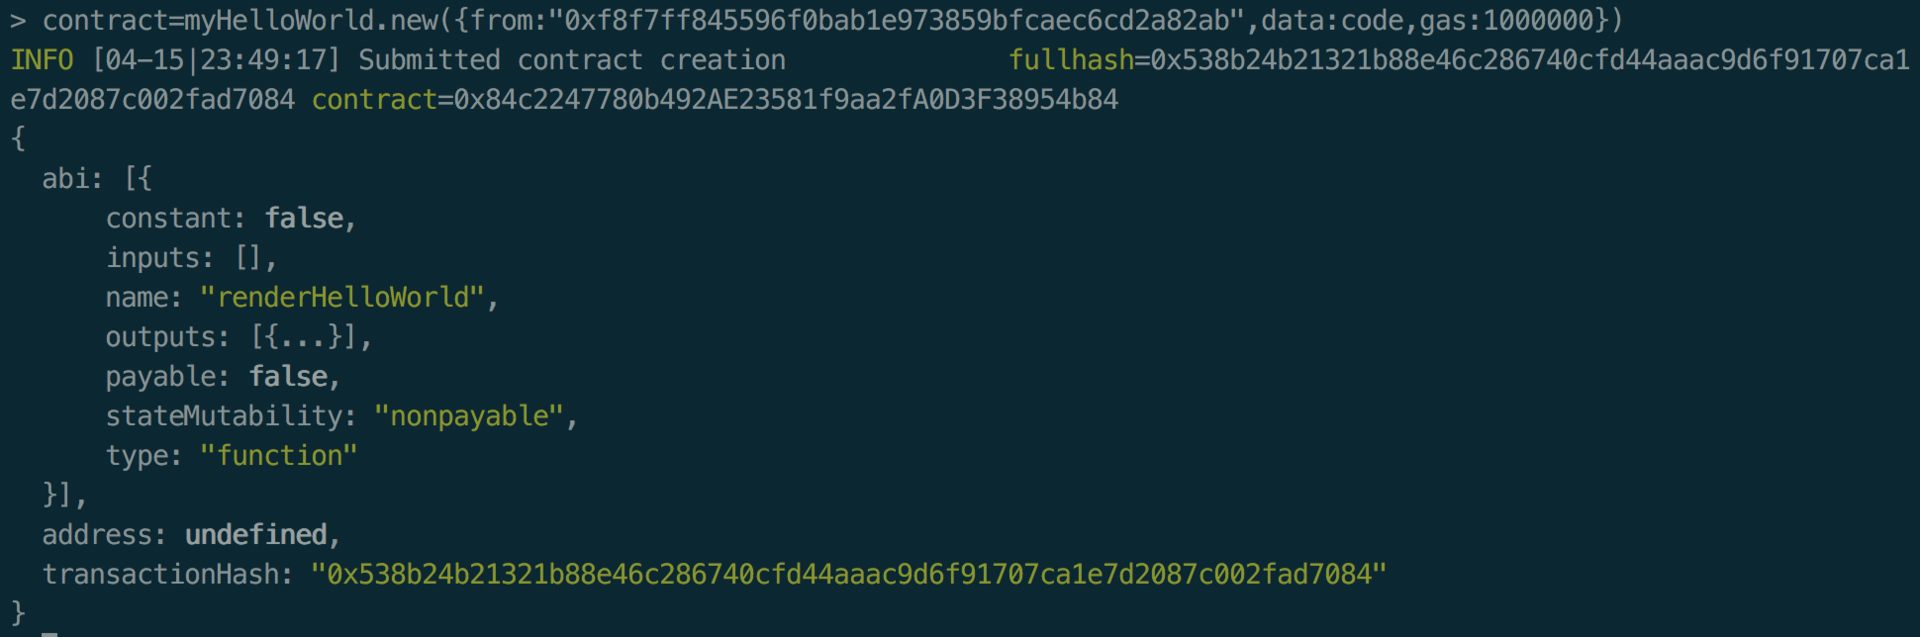 > contract=myHelloWorld.new({from:"0xf8f7ff845596f0bab1e973859bfcaec6cd2a82ab",data:code,gas:1000000})
INFO [04-15|23:49:17] Submitted contract creation              fullhash=0x538b24b21321b88e46c286740cfd44aaac9d6f91707ca1
e7d2087c002fad7084 contract=0x84c2247780b492AE23581f9aa2fA0D3F38954b84
{
  abi: [{
      constant: false,
      inputs: [],
      name: "renderHelloWorld",
      outputs: [{...}],
      payable: false,
      stateMutability: "nonpayable",
      type: "function"
  }],
  address: undefined,
  transactionHash: "0x538b24b21321b88e46c286740cfd44aaac9d6f91707ca1e7d2087c002fad7084"
}